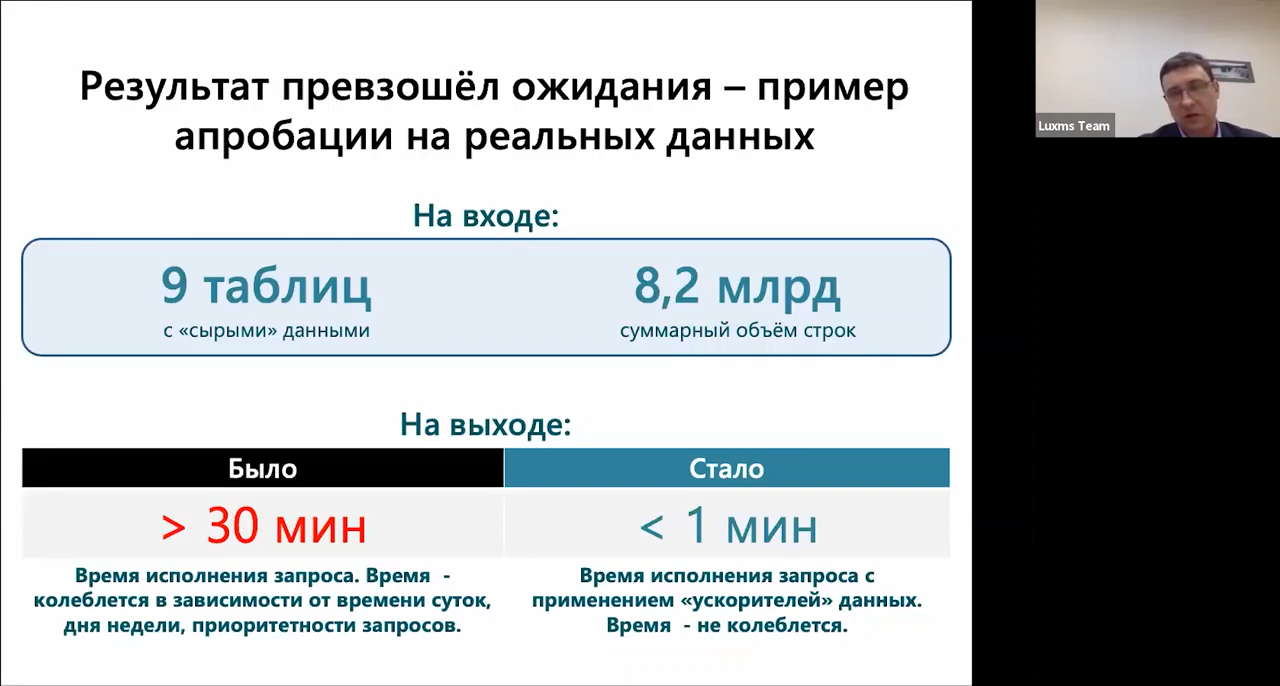 Результат превзошёл ожидания – пример
апробации на реальных данных
На входе:
9 таблиц
с «сырыми» данными
8,2 млрд
суммарный объём строк
На выходе:
Было
Стало
> 30 мин
< 1 мин
Время исполнения запроса. Время -
колеблется в зависимости от времени суток,
дня недели, приоритетности запросов.
Время исполнения запроса с
применением «ускорителей» данных.
Время - не колеблется.
Luxms Team